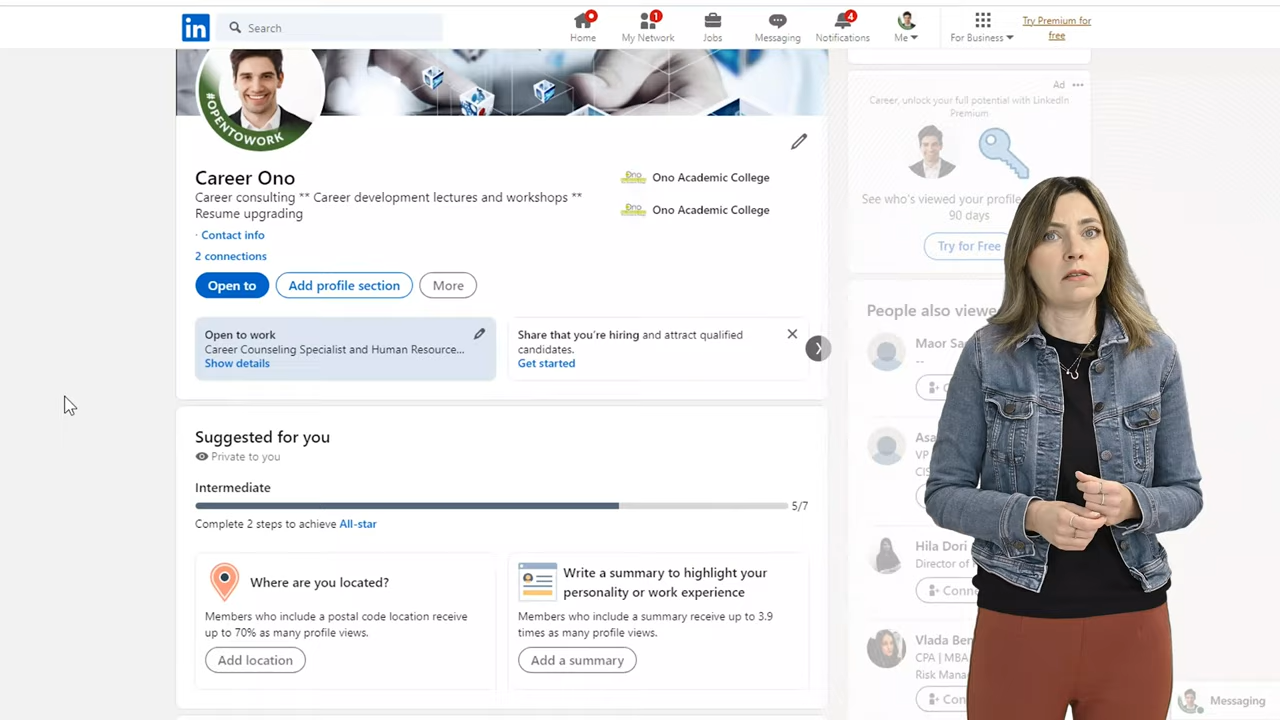 in
Search
Home
1
My Network
Jobs
Messaging
4
Notifications
Me
For Business
Try Premium for
free
#OPENTOWORK
Career Ono
Career consulting ** Career development lectures and workshops **
Resume upgrading
· Contact info
2 connections
Ono Academic College
Ono Academic College
Open to
Add profile section
More
Open to work
Career Counseling Specialist and Human Resource...
Show details
Share that you're hiring and attract qualified
candidates.
Get started
Suggested for you
Private to you
Intermediate
5/7
Complete 2 steps to achieve All-star
Where are you located?
Members who include a postal code location receive
up to 70% as many profile views.
Add location
Write a summary to highlight your
personality or work experience
Members who include a summary receive up to 3.9
times as many profile views.
Add a summary
Ad
Career, unlock your full potential with LinkedIn
Premium
See who's viewed your profile
90 days
Try for Free
People also viewe
Maor
--
VP
Hila Dori
Director of
Vlada
CPA | MBA
Risk
Messaging